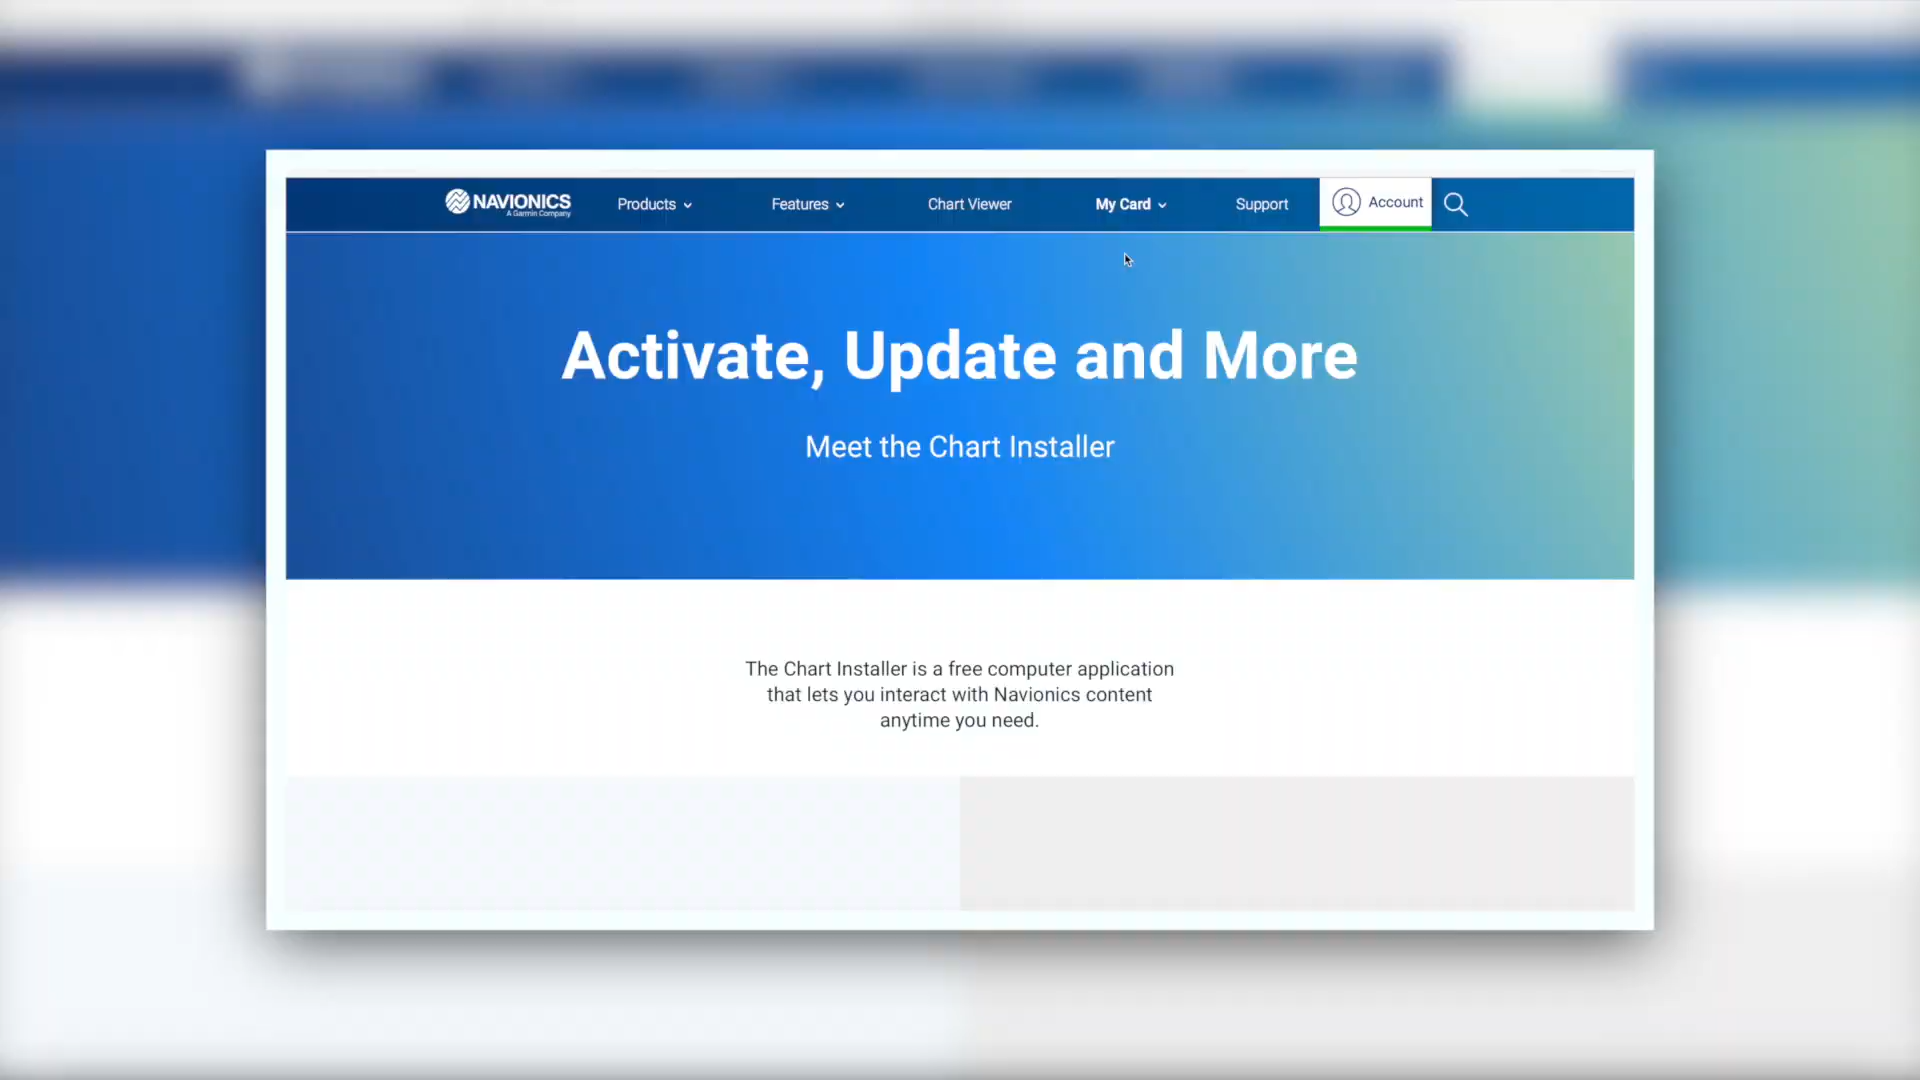 NAVIONICS
A Garmin Company
Products
Features
Chart Viewer
My Card
Support
Account
Activate, Update and More
Meet the Chart Installer
The Chart Installer is a free computer application
that lets you interact with Navionics content
anytime you need.